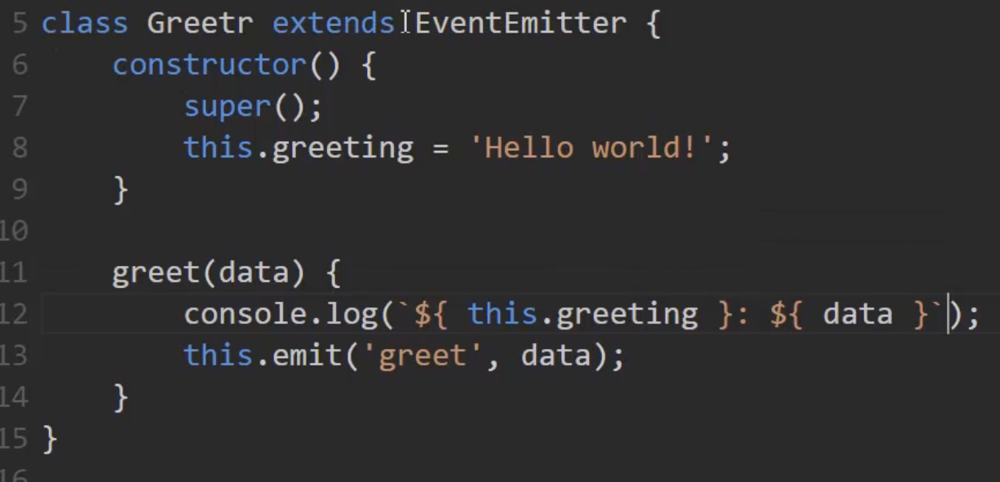 5 class Greetr extends EventEmitter {
6     constructor() {
7         super();
8         this.greeting = 'Hello world!';
9     }
10
11     greet(data) {
12         console.log(`${ this.greeting }: ${ data }`);
13         this.emit('greet', data);
14     }
15 }
16